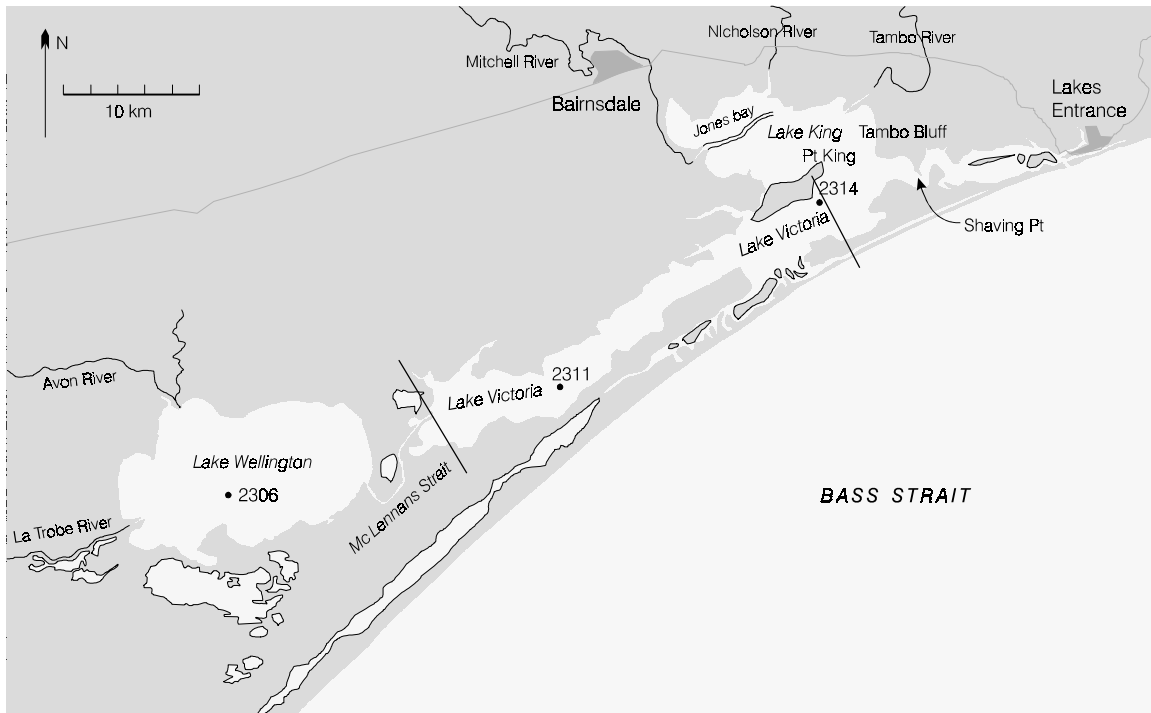 N
10 km
Mitchell River
Nicholson River
Tambo River
Bairnsdale
Lakes
Entrance
Jones bay
Lake King
Tambo Bluff
Pt King
2314
Shaving Pt
Lake Victoria
Avon River
2311
Lake Victoria
Lake Wellington
2306
Mc Lennans Strait
BASS STRAIT
La Trobe River